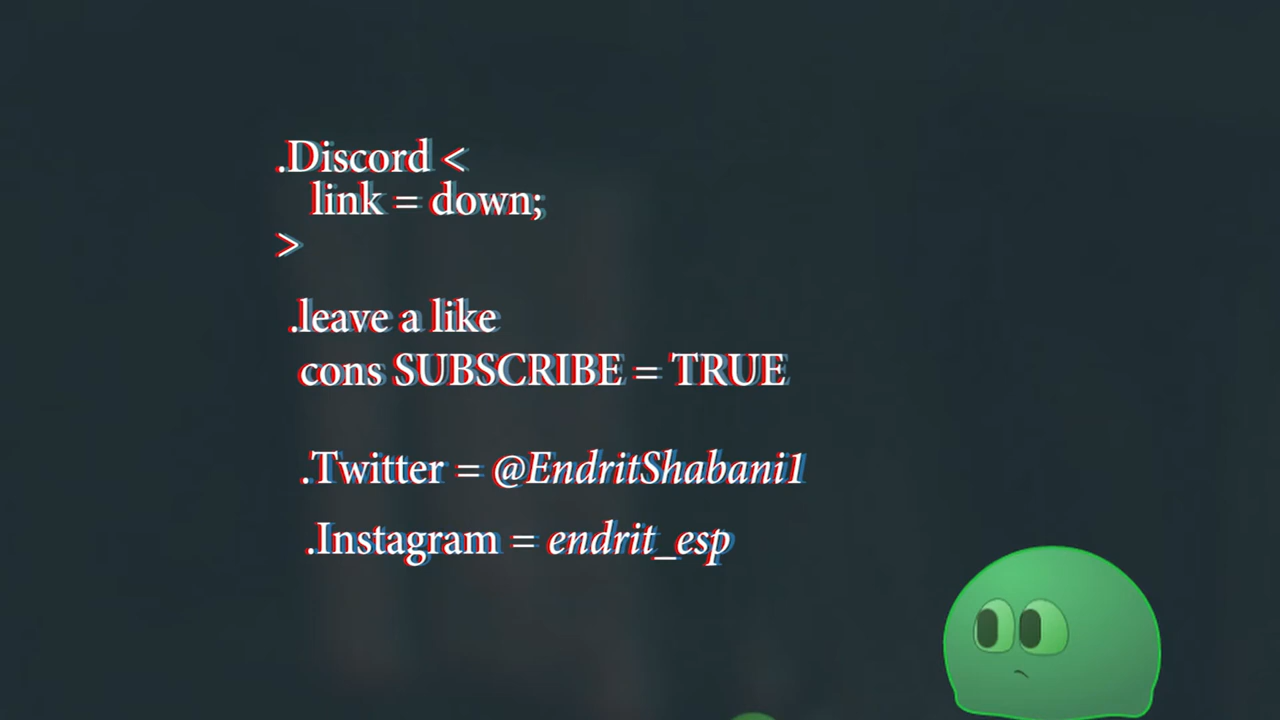 .Discord <
link = down;
>
.leave a like
cons SUBSCRIBE = TRUE
.Twitter = @EndritShabani1
.Instagram = endrit_esp